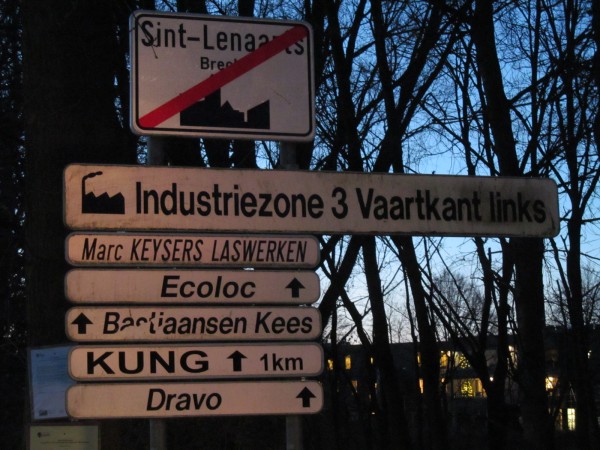 Sint-Lenaarts
Brecht
Industriezone 3 Vaartkant links
Marc KEYSERS LASWERKEN
Ecoloc
Bastiaansen Kees
KUNG 1km
Dravo